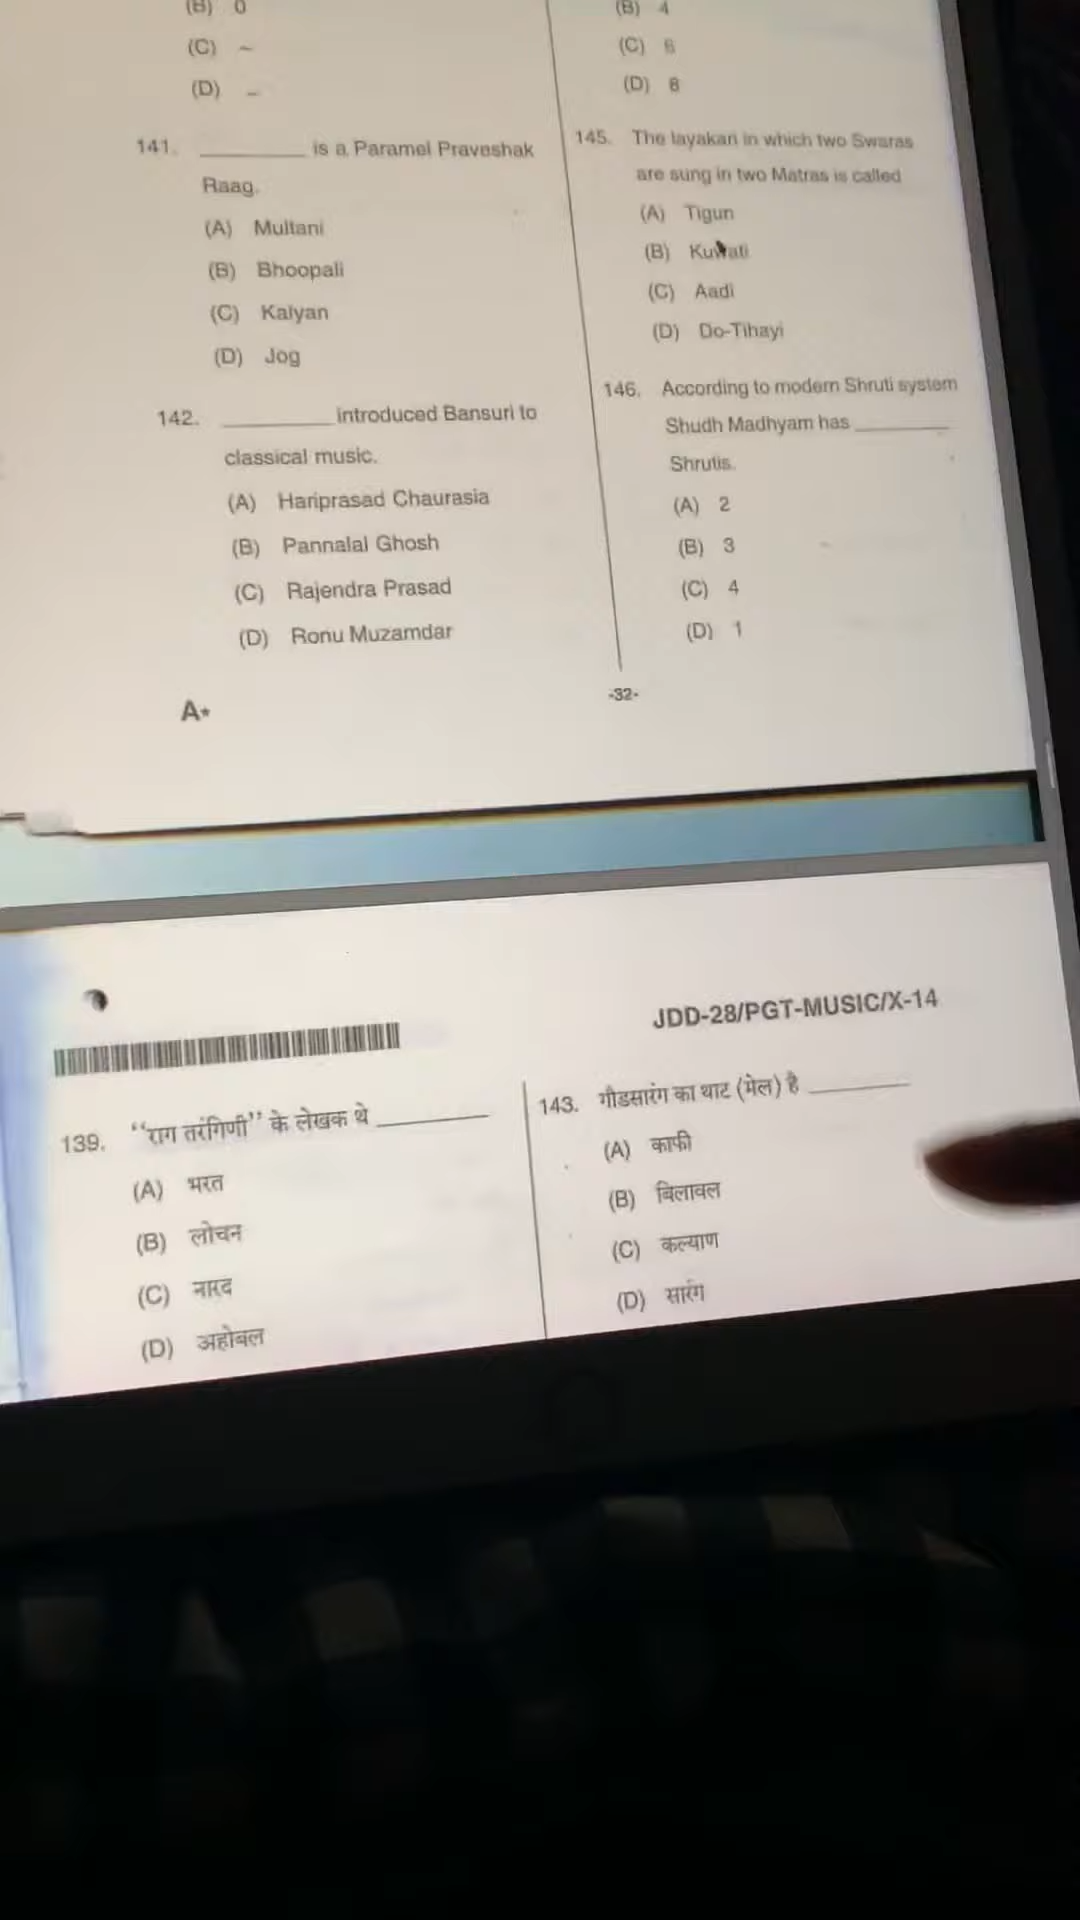 (B) 0
(C) ~
(D) _
141. __________ is a Paramel Praveshak
Raag.
(A) Multani
(B) Bhoopali
(C) Kalyan
(D) Jog
142. __________ introduced Bansuri to
classical music.
(A) Hariprasad Chaurasia
(B) Pannalal Ghosh
(C) Rajendra Prasad
(D) Ronu Muzamdar
A*
(B) 4
(C) 6
(D) 8
145. The layakari in which two Swaras
are sung in two Matras is called
(A) Tigun
(B) Kuwati
(C) Aadi
(D) Do-Tihayi
146. According to modern Shruti system
Shudh Madhyam has __________
Shrutis.
(A) 2
(B) 3
(C) 4
(D) 1
-32-
JDD-28/PGT-MUSIC/X-14
139. “राग तरंगिणी” के लेखक थे __________
(A) भरत
(B) लोचन
(C) नारद
(D) अहोबल
143. गौडसारंग का थाट (मेल) है __________
(A) काफी
(B) बिलावल
(C) कल्याण
(D) सारंग